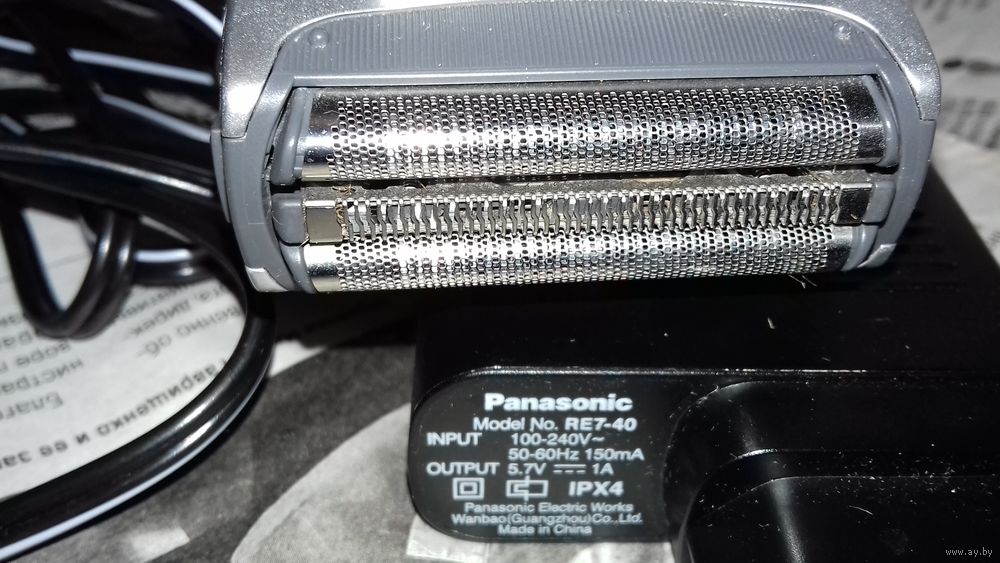 Panasonic
Model No. RE7-40
INPUT 100-240V~
50-60Hz 150mA
OUTPUT 5.7V ⎓ 1A
IPX4
Panasonic Electric Works
Wanbao(Guangzhou)Co.,Ltd.
Made in China
www.ay.by